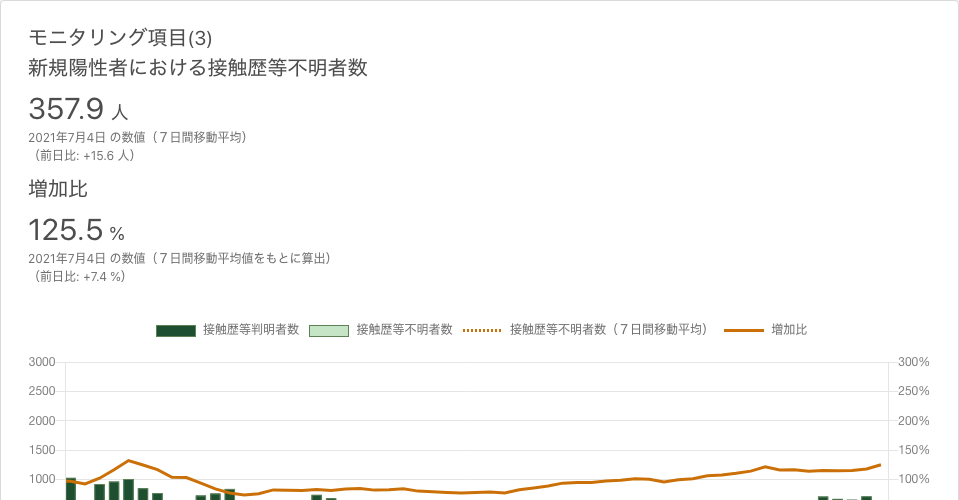 モニタリング項目(3)
新規陽性者における接触歴等不明者数
357.9 人
2021年7月4日 の数値（７日間移動平均）
（前日比: +15.6 人）
増加比
125.5 %
2021年7月4日 の数値（７日間移動平均値をもとに算出）
（前日比: +7.4 %）
接触歴等判明者数 接触歴等不明者数 接触歴等不明者数（７日間移動平均） 増加比
3000 300%
2500 250%
2000 200%
1500 150%
1000 100%